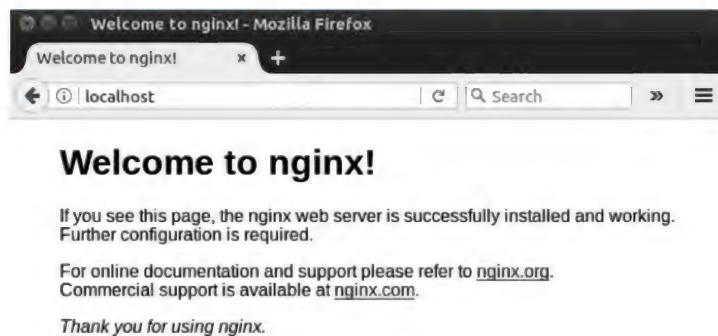 Welcome to nginx! - Mozilla Firefox
Welcome to nginx! × +
localhost Search »
Welcome to nginx!
If you see this page, the nginx web server is successfully installed and working.
Further configuration is required.
For online documentation and support please refer to nginx.org.
Commercial support is available at nginx.com.
Thank you for using nginx.